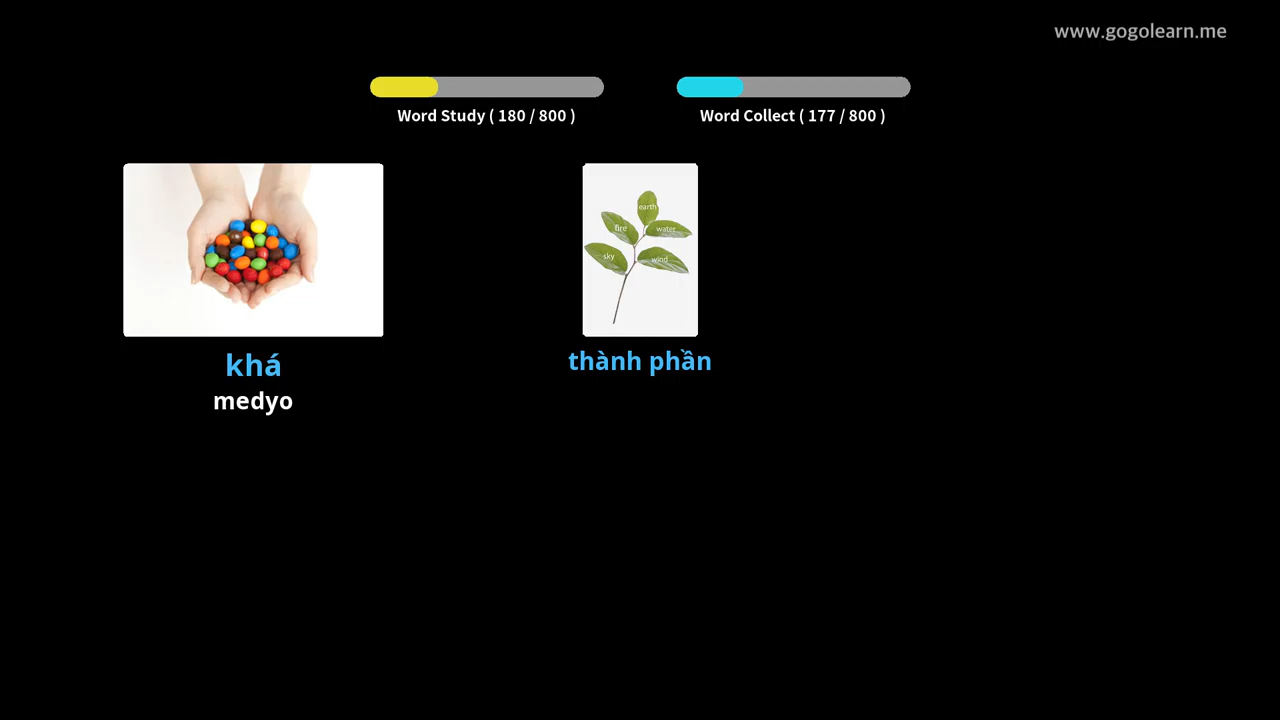 www.gogolearn.me
Word Study ( 180 / 800 )
Word Collect ( 177 / 800 )
earth
fire
water
sky
wind
khá
medyo
thành phần